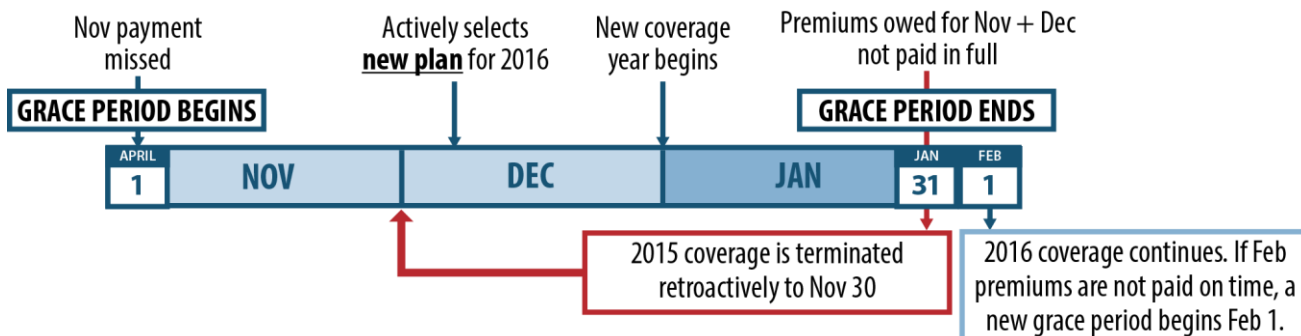 Nov payment
missed
Actively selects
new plan for 2016
New coverage
year begins
Premiums owed for Nov + Dec
not paid in full
GRACE PERIOD BEGINS
GRACE PERIOD ENDS
APRIL
1
NOV
DEC
JAN
JAN
31
FEB
1
2015 coverage is terminated
retroactively to Nov 30
2016 coverage continues. If Feb
premiums are not paid on time, a
new grace period begins Feb 1.